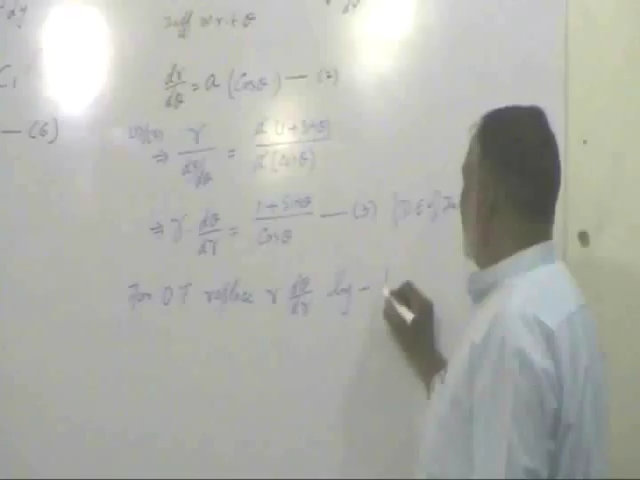 Diff w.r.t θ
dr/dθ = a (Cosθ) — (2)
— (6)
⇒ r / (dr/dθ) = a(1+Sinθ) / a(Cosθ)
⇒ r · dθ/dr = (1+Sinθ) / Cosθ — (3)
For OT replace r dθ/dr by –